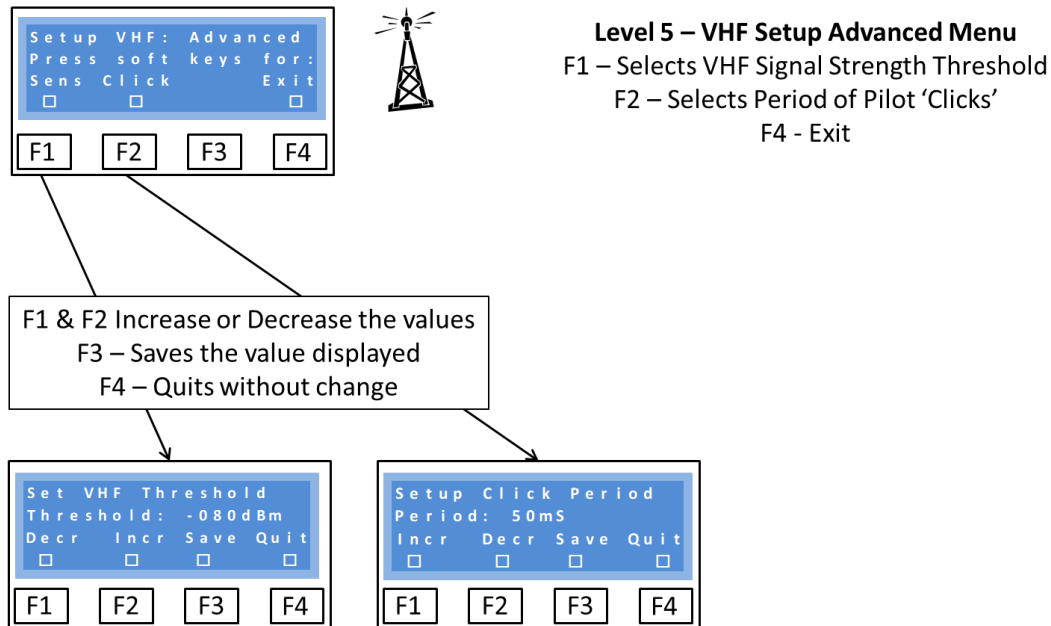 Setup VHF: Advanced
Press soft keys for:
Sens Click Exit
F1 F2 F3 F4
Level 5 – VHF Setup Advanced Menu
F1 – Selects VHF Signal Strength Threshold
F2 – Selects Period of Pilot ‘Clicks’
F4 - Exit
F1 & F2 Increase or Decrease the values
F3 – Saves the value displayed
F4 – Quits without change
Set VHF Threshold
Threshold: -080dBm
Decr Incr Save Quit
F1 F2 F3 F4
Setup Click Period
Period: 50mS
Incr Decr Save Quit
F1 F2 F3 F4